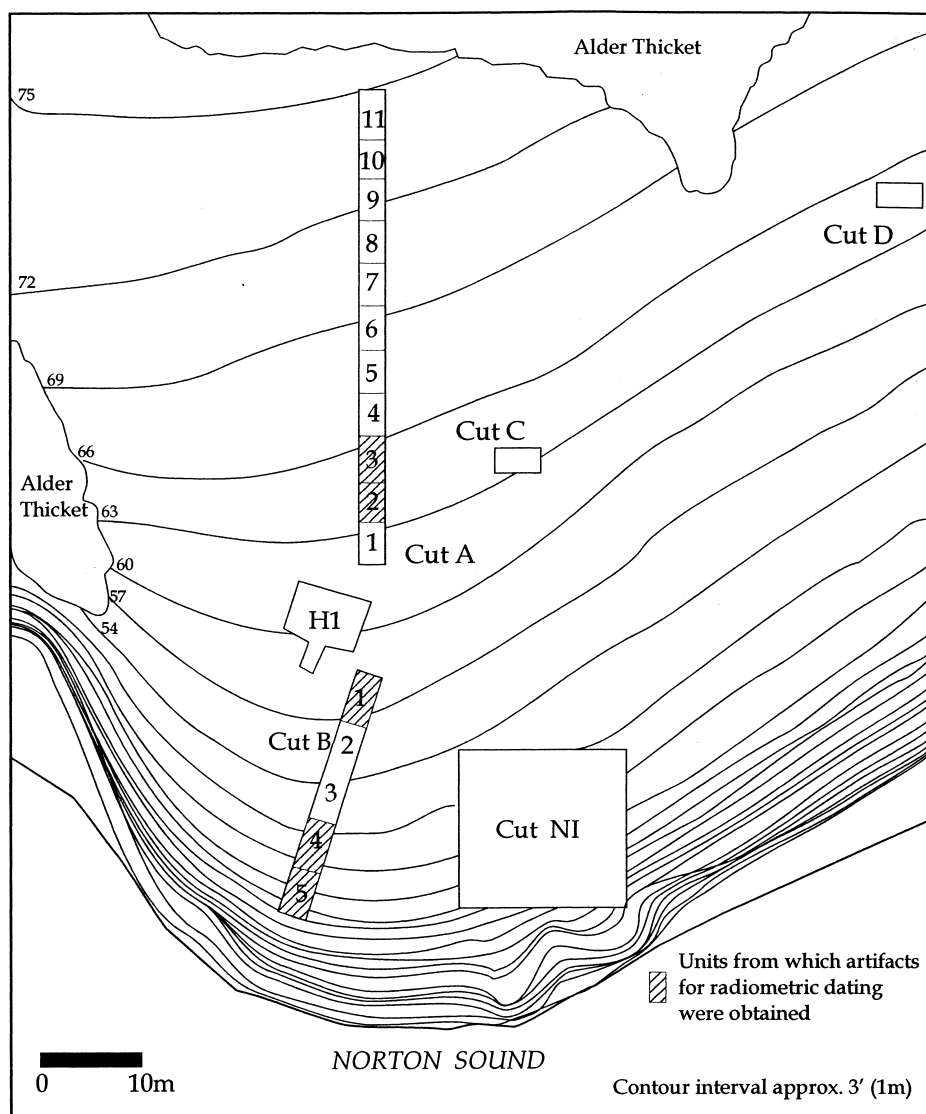 Alder Thicket
75
11
10
9
Cut D
8
72
7
6
69
5
4
Cut C
66
3
Alder
Thicket
2
63
1
Cut A
60
57
H1
54
1
Cut B
2
3
Cut NI
4
5
Units from which artifacts
for radiometric dating
were obtained
NORTON SOUND
0 10m
Contour interval approx. 3' (1m)